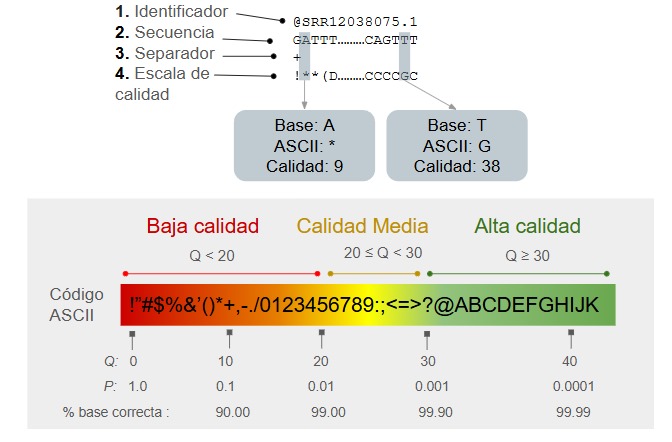 1. Identificador
2. Secuencia
3. Separador
4. Escala de
calidad
@SRR12038075.1
GATTT………CAGTTT
+
!**(D………CCCCGC
Base: A
ASCII: *
Calidad: 9
Base: T
ASCII: G
Calidad: 38
Baja calidad
Calidad Media
Alta calidad
Q < 20
20 ≤ Q < 30
Q ≥ 30
Código
ASCII
!"#$%&'()*+,-./0123456789:;<=>?@ABCDEFGHIJK
Q: 0 10 20 30 40
P: 1.0 0.1 0.01 0.001 0.0001
% base correcta : 90.00 99.00 99.90 99.99